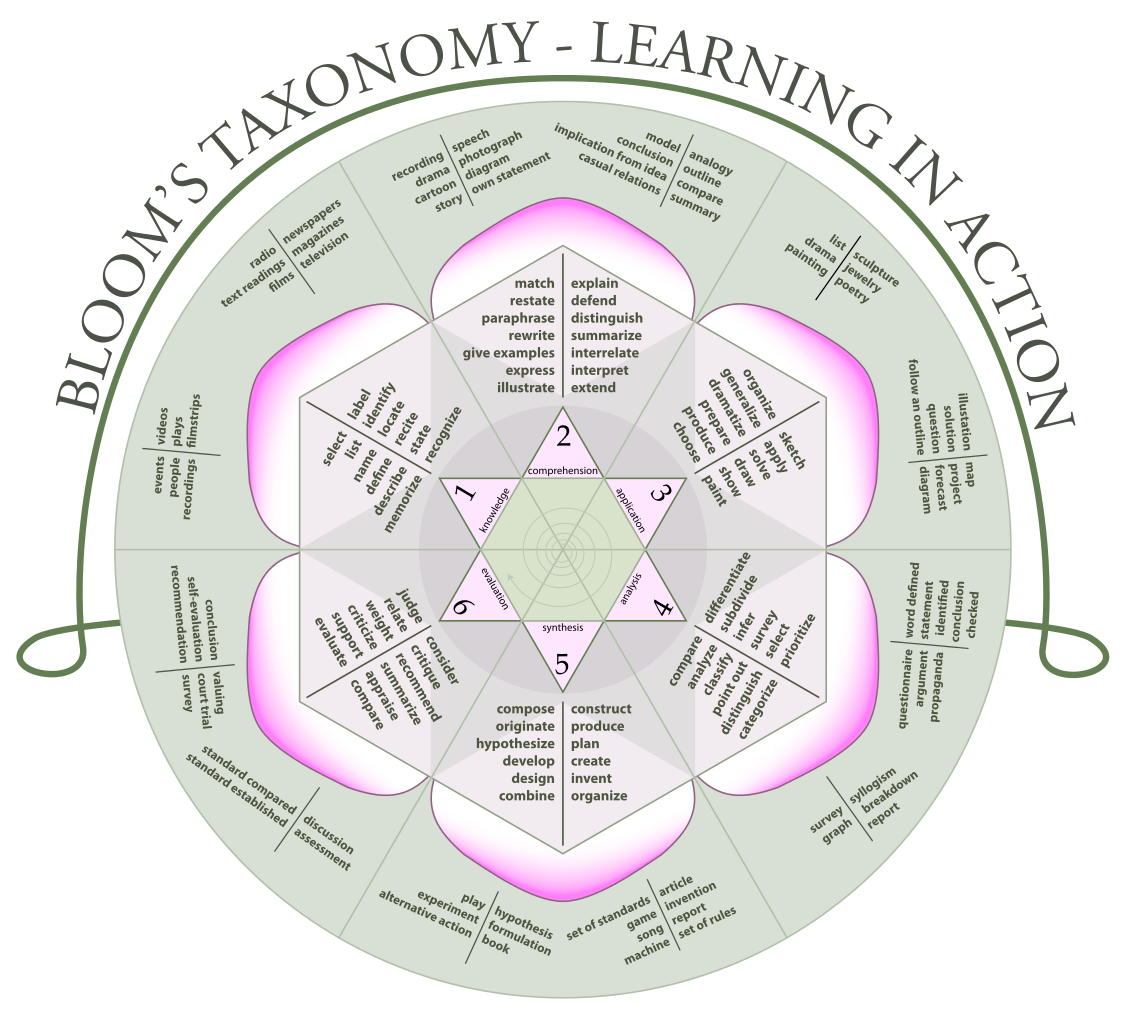 BLOOM'S TAXONOMY - LEARNING IN ACTION
1
knowledge
select
list
name
define
describe
memorize
label
identify
locate
recite
state
recognize
events
people
recordings
videos
plays
filmstrips
radio
text readings
films
newspapers
magazines
television
2
comprehension
match
restate
paraphrase
rewrite
give examples
express
illustrate
explain
defend
distinguish
summarize
interrelate
interpret
extend
recording
drama
cartoon
story
speech
photograph
diagram
own statement
model
conclusion
implication from idea
casual relations
analogy
outline
compare
summary
3
application
organize
generalize
dramatize
prepare
produce
choose
sketch
apply
solve
draw
show
paint
list
drama
painting
sculpture
jewelry
poetry
illustation
solution
question
follow an outline
map
project
forecast
diagram
4
analysis
compare
analyze
classify
point out
distinguish
categorize
differentiate
subdivide
infer
survey
select
prioritize
word defined
statement
identified
conclusion
checked
questionnaire
argument
propaganda
survey
graph
syllogism
breakdown
report
5
synthesis
compose
originate
hypothesize
develop
design
combine
construct
produce
plan
create
invent
organize
set of standards
game
song
machine
article
invention
report
set of rules
play
experiment
alternative action
hypothesis
formulation
book
6
evaluation
judge
relate
weight
criticize
support
evaluate
consider
critique
recommend
summarize
appraise
compare
standard compared
standard established
discussion
assessment
conclusion
self-evaluation
recommendation
valuing
court trial
survey